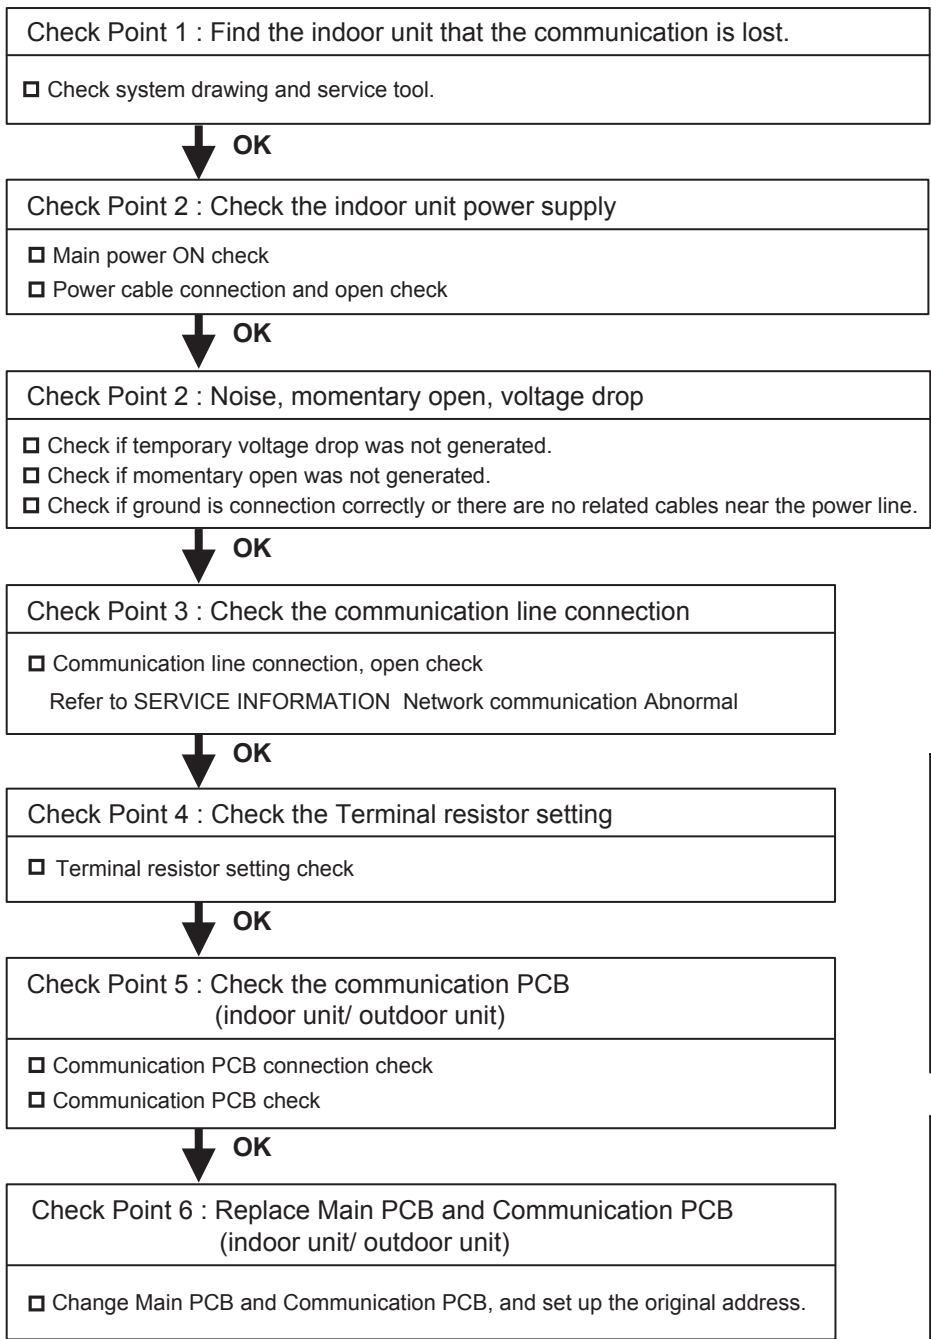 Check Point 1 : Find the indoor unit that the communication is lost.
Check system drawing and service tool.
OK
Check Point 2 : Check the indoor unit power supply
Main power ON check
Power cable connection and open check
OK
Check Point 2 : Noise, momentary open, voltage drop
Check if temporary voltage drop was not generated.
Check if momentary open was not generated.
Check if ground is connection correctly or there are no related cables near the power line.
OK
Check Point 3 : Check the communication line connection
Communication line connection, open check
Refer to SERVICE INFORMATION Network communication Abnormal
OK
Check Point 4 : Check the Terminal resistor setting
Terminal resistor setting check
OK
Check Point 5 : Check the communication PCB
(indoor unit/ outdoor unit)
Communication PCB connection check
Communication PCB check
OK
Check Point 6 : Replace Main PCB and Communication PCB
(indoor unit/ outdoor unit)
Change Main PCB and Communication PCB, and set up the original address.